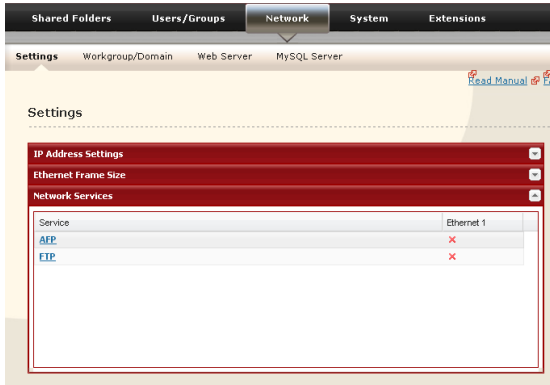 Shared Folders Users/Groups Network System Extensions
Settings Workgroup/Domain Web Server MySQL Server
Read Manual
Settings
IP Address Settings
Ethernet Frame Size
Network Services
Service Ethernet 1
AFP
FTP